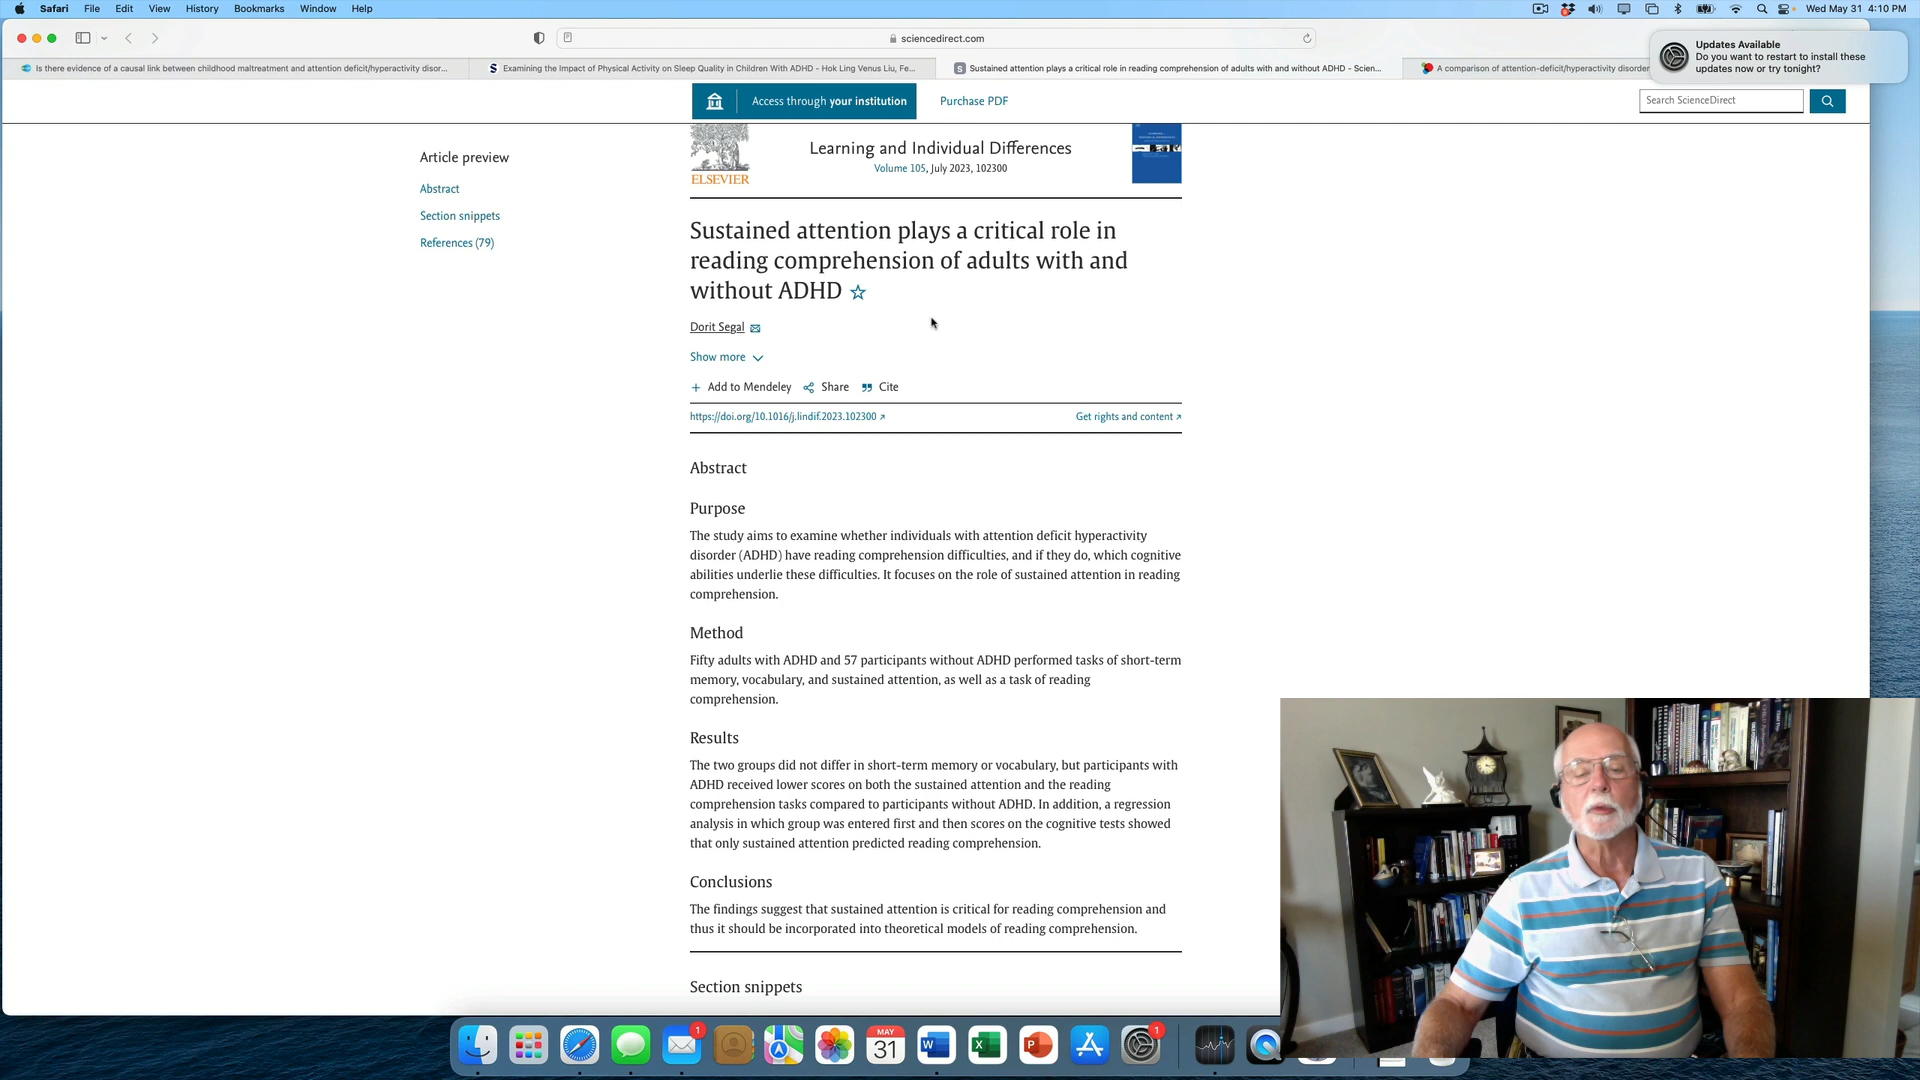 Safari File Edit View History Bookmarks Window Help
Wed May 31 4:10 PM
sciencedirect.com
Is there evidence of a causal link between childhood maltreatment and attention deficit/hyperactivity disor...
Examining the Impact of Physical Activity on Sleep Quality in Children With ADHD - Hok Ling Venus Liu, Fe...
Sustained attention plays a critical role in reading comprehension of adults with and without ADHD - Scien...
A comparison of attention-deficit/hyperactivity disorder
Updates Available
Do you want to restart to install these
updates now or try tonight?
Access through your institution
Purchase PDF
Search ScienceDirect
Article preview
Abstract
Section snippets
References (79)
ELSEVIER
Learning and Individual Differences
Volume 105, July 2023, 102300
Sustained attention plays a critical role in
reading comprehension of adults with and
without ADHD
Dorit Segal
Show more
Add to Mendeley Share Cite
https://doi.org/10.1016/j.lindif.2023.102300
Get rights and content
Abstract
Purpose
The study aims to examine whether individuals with attention deficit hyperactivity
disorder (ADHD) have reading comprehension difficulties, and if they do, which cognitive
abilities underlie these difficulties. It focuses on the role of sustained attention in reading
comprehension.
Method
Fifty adults with ADHD and 57 participants without ADHD performed tasks of short-term
memory, vocabulary, and sustained attention, as well as a task of reading
comprehension.
Results
The two groups did not differ in short-term memory or vocabulary, but participants with
ADHD received lower scores on both the sustained attention and the reading
comprehension tasks compared to participants without ADHD. In addition, a regression
analysis in which group was entered first and then scores on the cognitive tests showed
that only sustained attention predicted reading comprehension.
Conclusions
The findings suggest that sustained attention is critical for reading comprehension and
thus it should be incorporated into theoretical models of reading comprehension.
Section snippets
1
MAY
31
W
X
P
1